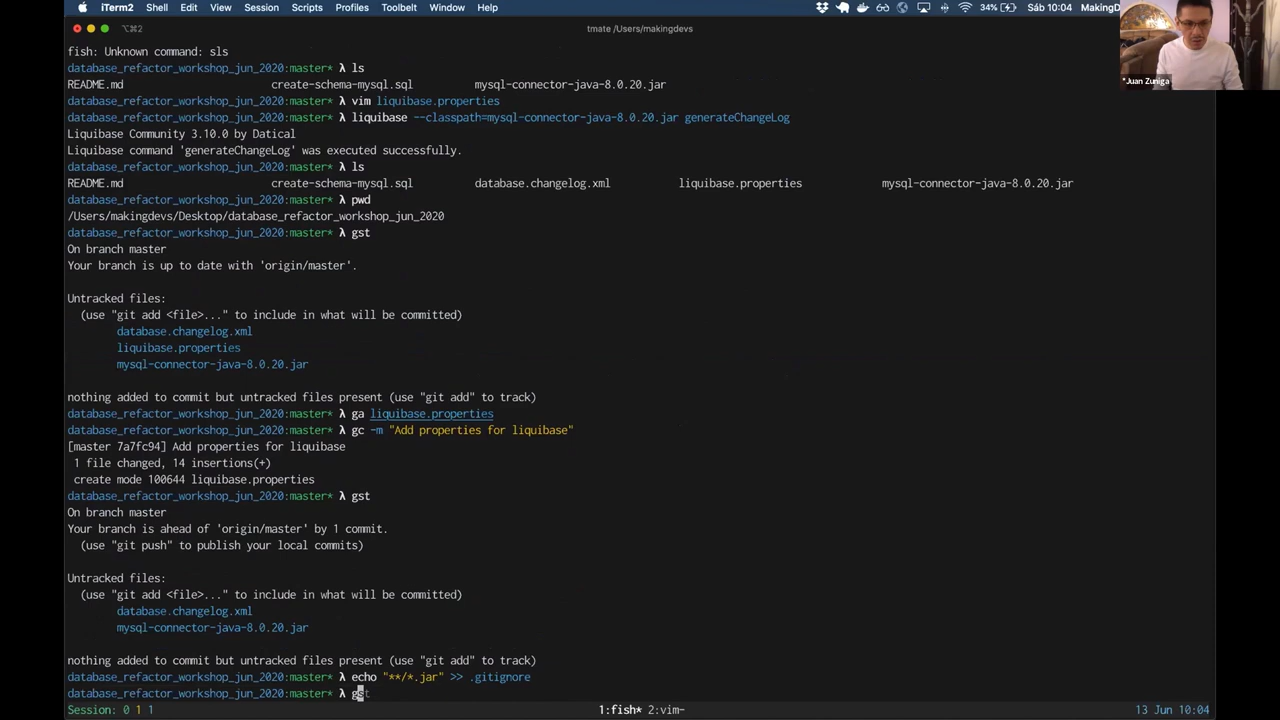 iTerm2 Shell Edit View Session Scripts Profiles Toolbelt Window Help 34% Sáb 10:04 MakingD
⌥⌘2 tmate /Users/makingdevs
*Juan Zuniga
fish: Unknown command: sls
database_refactor_workshop_jun_2020:master* λ ls
README.md create-schema-mysql.sql mysql-connector-java-8.0.20.jar
database_refactor_workshop_jun_2020:master* λ vim liquibase.properties
database_refactor_workshop_jun_2020:master* λ liquibase --classpath=mysql-connector-java-8.0.20.jar generateChangeLog
Liquibase Community 3.10.0 by Datical
Liquibase command 'generateChangeLog' was executed successfully.
database_refactor_workshop_jun_2020:master* λ ls
README.md create-schema-mysql.sql database.changelog.xml liquibase.properties mysql-connector-java-8.0.20.jar
database_refactor_workshop_jun_2020:master* λ pwd
/Users/makingdevs/Desktop/database_refactor_workshop_jun_2020
database_refactor_workshop_jun_2020:master* λ gst
On branch master
Your branch is up to date with 'origin/master'.
Untracked files:
(use "git add <file>..." to include in what will be committed)
database.changelog.xml
liquibase.properties
mysql-connector-java-8.0.20.jar
nothing added to commit but untracked files present (use "git add" to track)
database_refactor_workshop_jun_2020:master* λ ga liquibase.properties
database_refactor_workshop_jun_2020:master* λ gc -m "Add properties for liquibase"
[master 7a7fc94] Add properties for liquibase
1 file changed, 14 insertions(+)
create mode 100644 liquibase.properties
database_refactor_workshop_jun_2020:master* λ gst
On branch master
Your branch is ahead of 'origin/master' by 1 commit.
(use "git push" to publish your local commits)
Untracked files:
(use "git add <file>..." to include in what will be committed)
database.changelog.xml
mysql-connector-java-8.0.20.jar
nothing added to commit but untracked files present (use "git add" to track)
database_refactor_workshop_jun_2020:master* λ echo "**/*.jar" >> .gitignore
database_refactor_workshop_jun_2020:master* λ gst
Session: 0 1 1 1:fish* 2:vim- 13 Jun 10:04